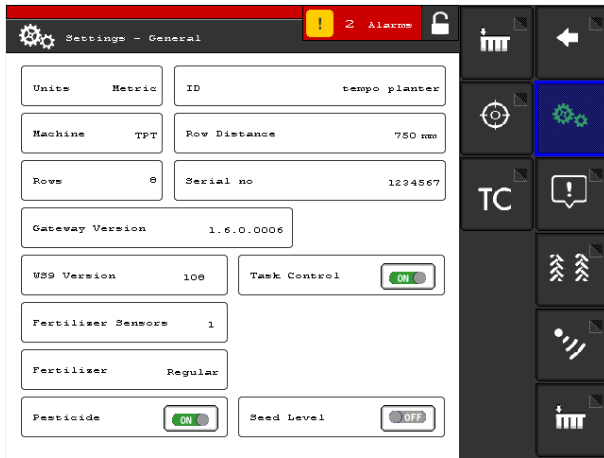 ! 2 Alarms
Settings - General
Units Metric
ID tempo planter
Machine TPT
Row Distance 750 mm
Rows 8
Serial no 1234567
Gateway Version 1.6.0.0006
WS9 Version 108
Task Control ON
Fertilizer Sensors 1
Fertilizer Regular
Pesticide ON
Seed Level OFF
TC
!